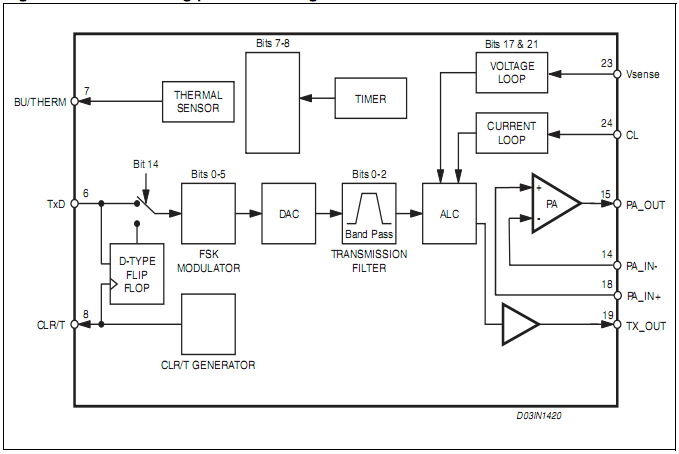 Bits 7-8
Bits 17 & 21
7
BU/THERM
THERMAL
SENSOR
TIMER
VOLTAGE
LOOP
23
Vsense
CURRENT
LOOP
24
CL
Bit 14
Bits 0-5
Bits 0-2
6
TxD
DAC
Band Pass
ALC
+
-
PA
15
PA_OUT
FSK
MODULATOR
TRANSMISSION
FILTER
D-TYPE
FLIP
FLOP
14
PA_IN-
18
PA_IN+
8
CLR/T
19
TX_OUT
CLR/T GENERATOR
D03IN1420